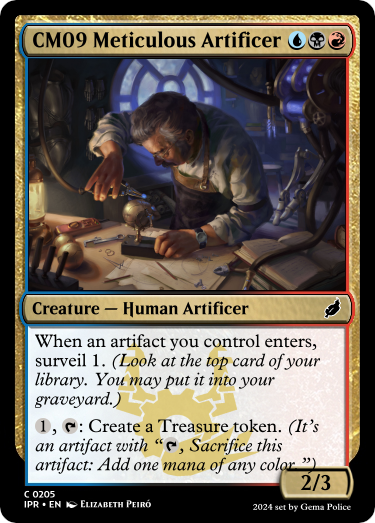 CM09 Meticulous Artificer
Creature — Human Artificer
When an artifact you control enters,
surveil 1. (Look at the top card of your
library. You may put it into your
graveyard.)
1, : Create a Treasure token. (It's
an artifact with “, Sacrifice this
artifact: Add one mana of any color.”)
2/3
C 0205
IPR • EN Elizabeth Peiró
2024 set by Gema Police